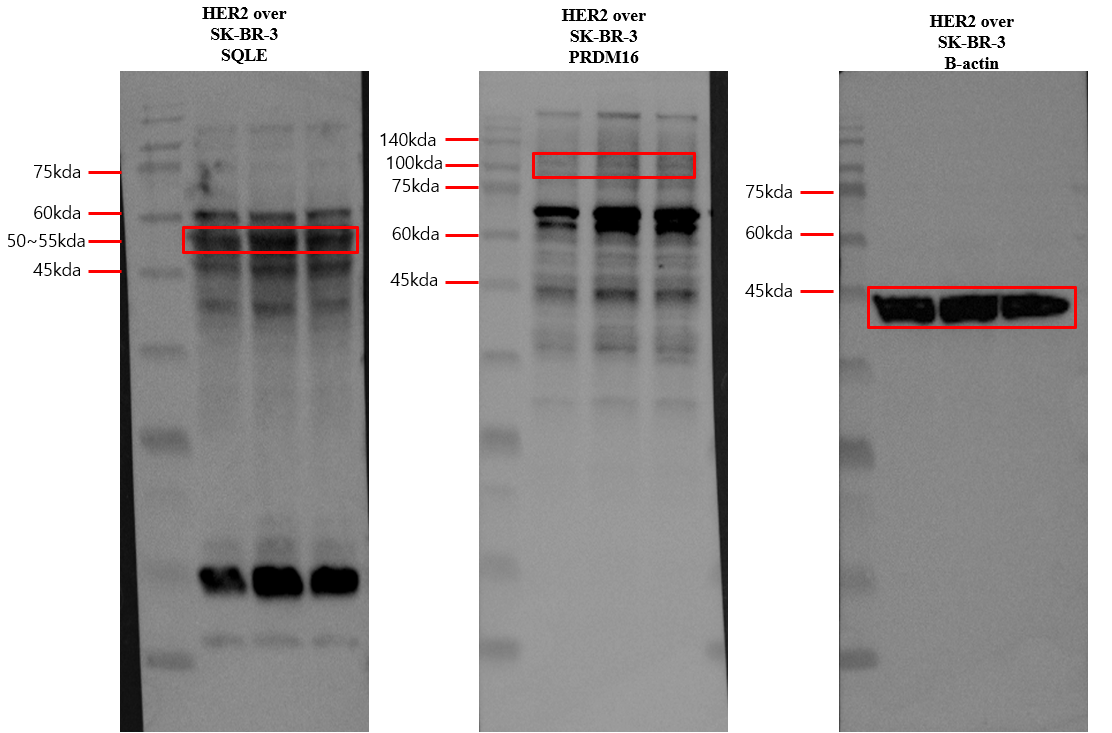 HER2 over
SK-BR-3
SQLE
75kda
60kda
50~55kda
45kda
HER2 over
SK-BR-3
PRDM16
140kda
100kda
75kda
60kda
45kda
HER2 over
SK-BR-3
B-actin
75kda
60kda
45kda